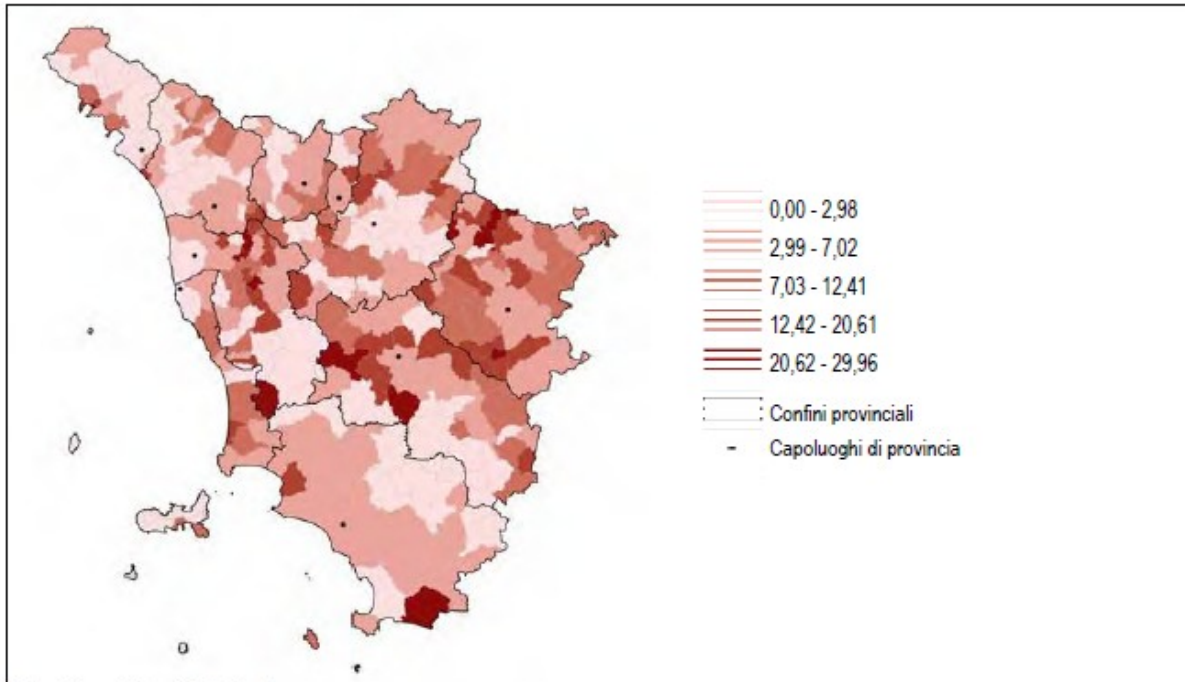 0,00 - 2,98
2,99 - 7,02
7,03 - 12,41
12,42 - 20,61
20,62 - 29,96
Confini provinciali
Capoluoghi di provincia